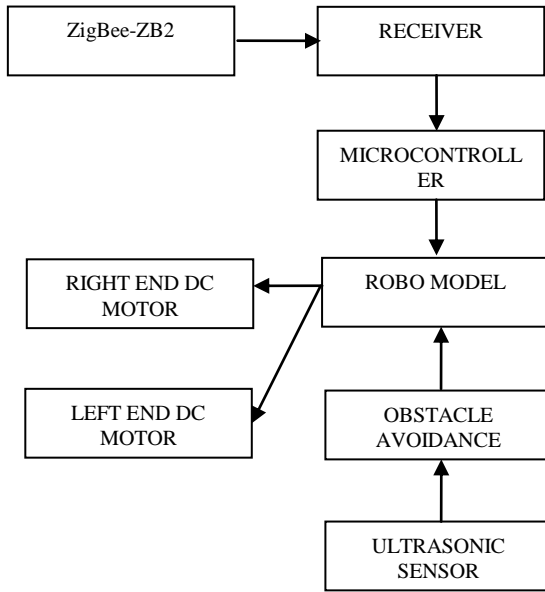 ZigBee-ZB2
RECEIVER
MICROCONTROLL
ER
RIGHT END DC
MOTOR
ROBO MODEL
LEFT END DC
MOTOR
OBSTACLE
AVOIDANCE
ULTRASONIC
SENSOR